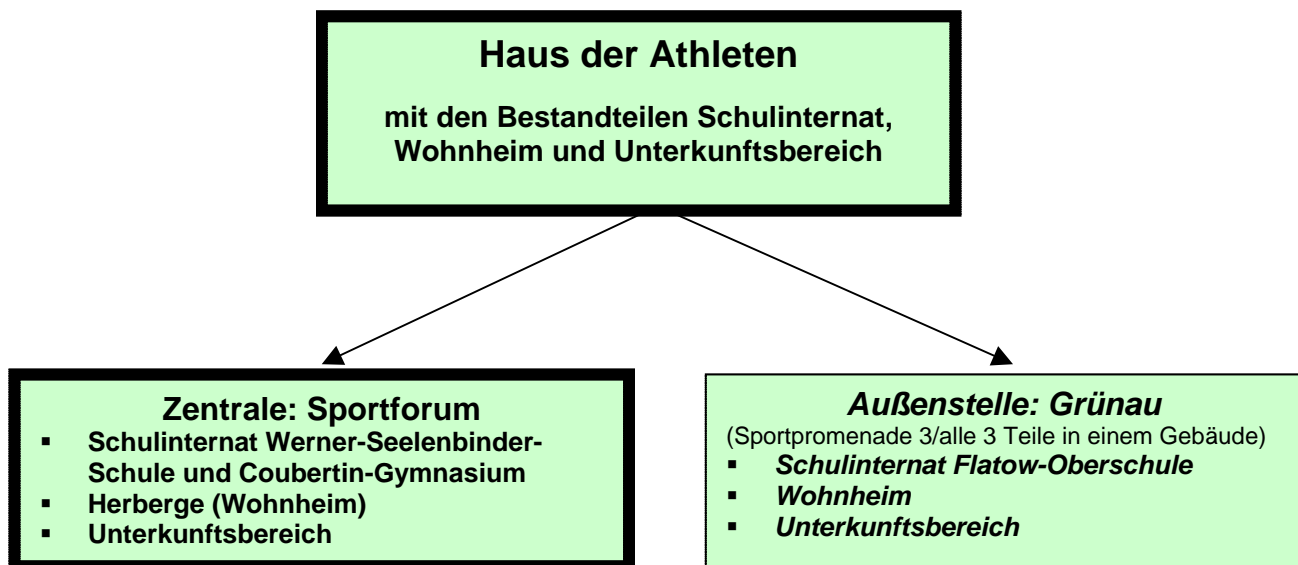 Haus der Athleten
mit den Bestandteilen Schulinternat,
Wohnheim und Unterkunftsbereich
Zentrale: Sportforum
▪ Schulinternat Werner-Seelenbinder-
Schule und Coubertin-Gymnasium
▪ Herberge (Wohnheim)
▪ Unterkunftsbereich
Außenstelle: Grünau
(Sportpromenade 3/alle 3 Teile in einem Gebäude)
▪ Schulinternat Flatow-Oberschule
▪ Wohnheim
▪ Unterkunftsbereich